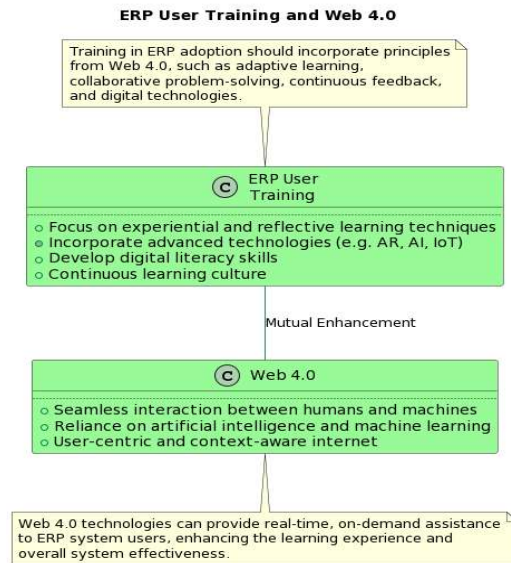 ERP User Training and Web 4.0
Training in ERP adoption should incorporate principles
from Web 4.0, such as adaptive learning,
collaborative problem-solving, continuous feedback,
and digital technologies.
C
ERP User
Training
Focus on experiential and reflective learning techniques
Incorporate advanced technologies (e.g. AR, AI, IoT)
Develop digital literacy skills
Continuous learning culture
Mutual Enhancement
C Web 4.0
Seamless interaction between humans and machines
Reliance on artificial intelligence and machine learning
User-centric and context-aware internet
Web 4.0 technologies can provide real-time, on-demand assistance
to ERP system users, enhancing the learning experience and
overall system effectiveness.